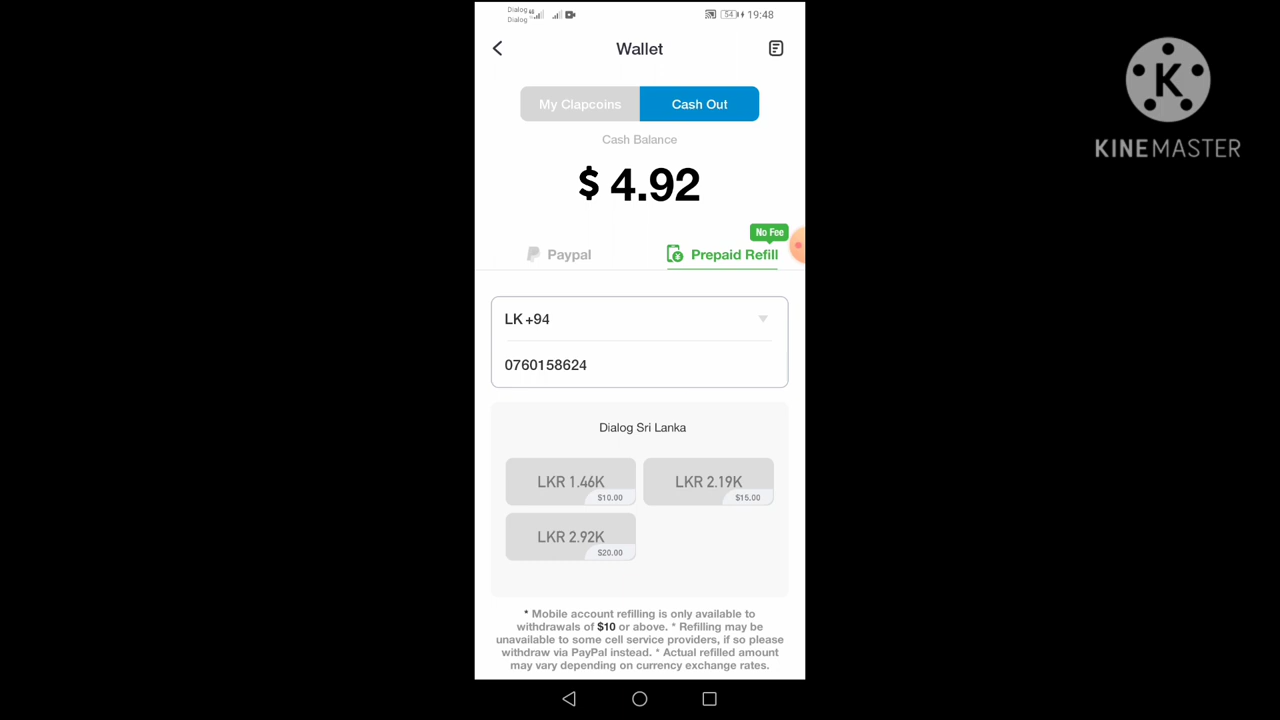 Dialog
Dialog
54
19:48
Wallet
My Clapcoins
Cash Out
Cash Balance
$ 4.92
No Fee
Paypal
Prepaid Refill
LK +94
0760158624
Dialog Sri Lanka
LKR 1.46K
$10.00
LKR 2.19K
$15.00
LKR 2.92K
$20.00
* Mobile account refilling is only available to
withdrawals of $10 or above. * Refilling may be
unavailable to some cell service providers, if so please
withdraw via PayPal instead. * Actual refilled amount
may vary depending on currency exchange rates.
K
KINEMASTER